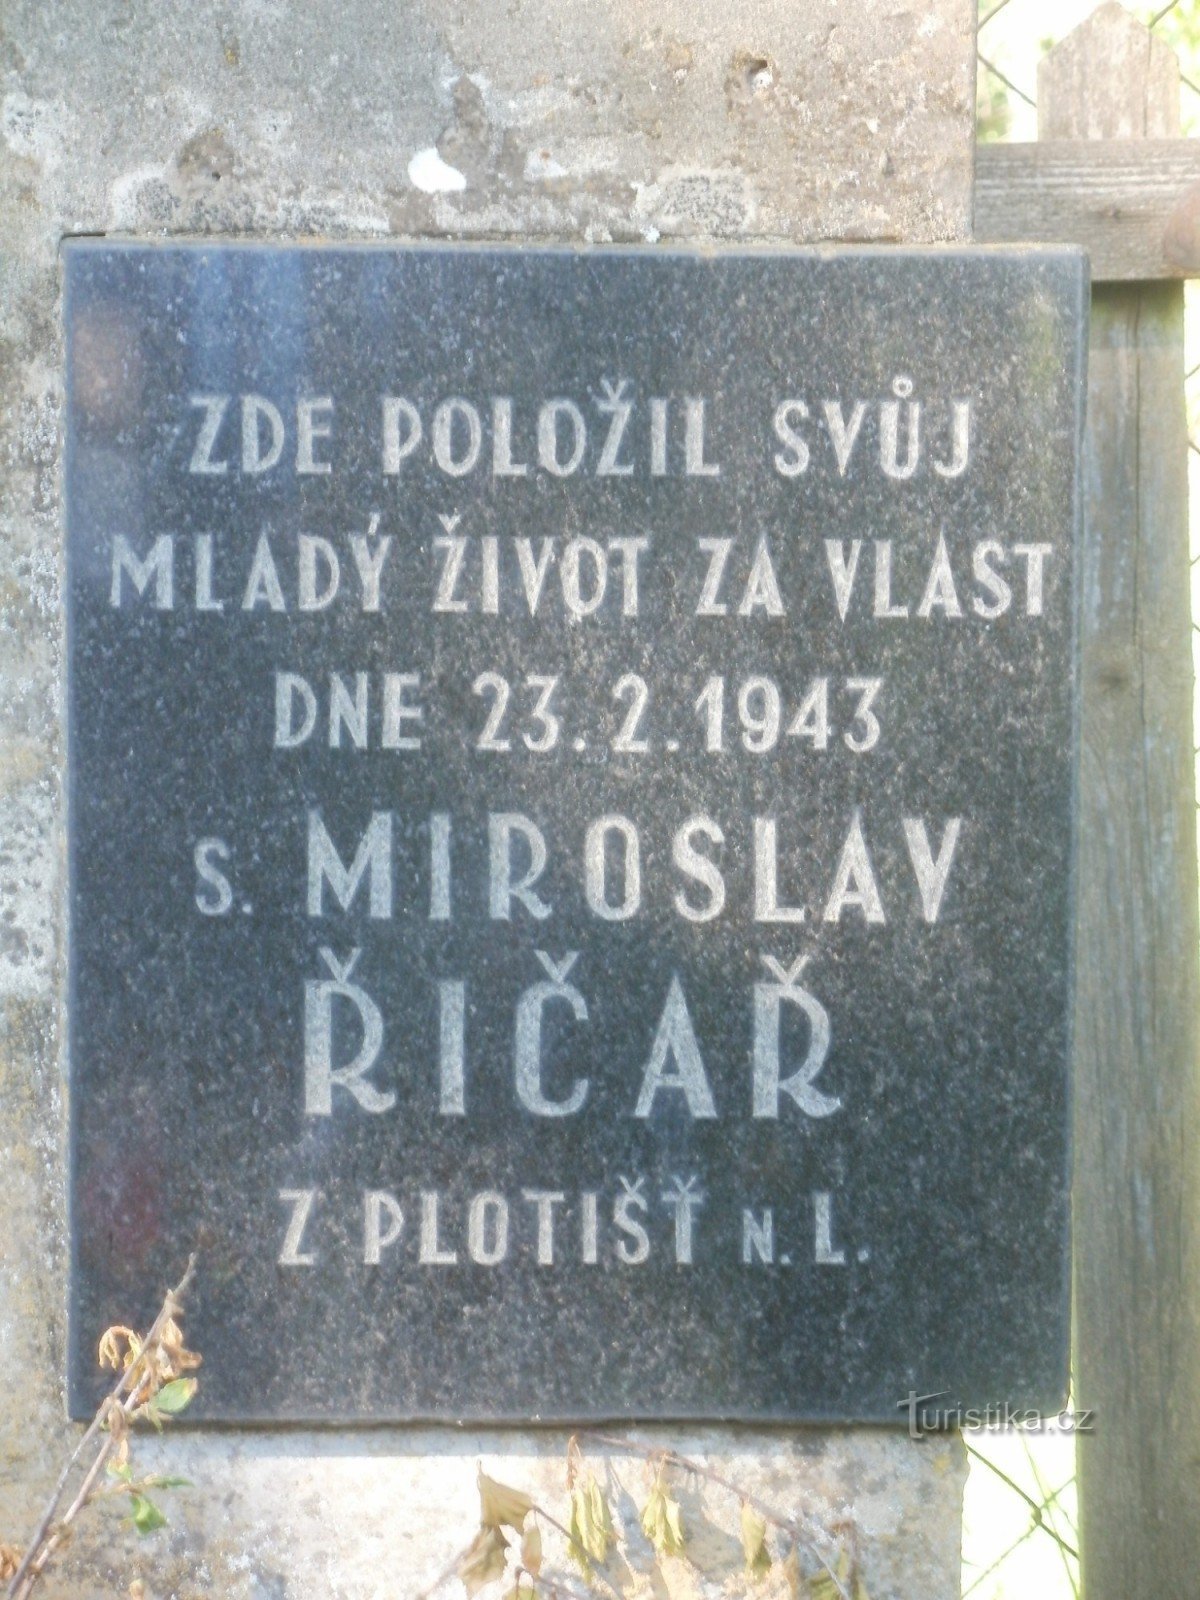 ZDE POLOŽIL SVŮJ
MLADÝ ŽIVOT ZA VLAST
DNE 23.2.1943
s. MIROSLAV
ŘIČAŘ
Z PLOTIŠŤ N.L.
Turistika.cz